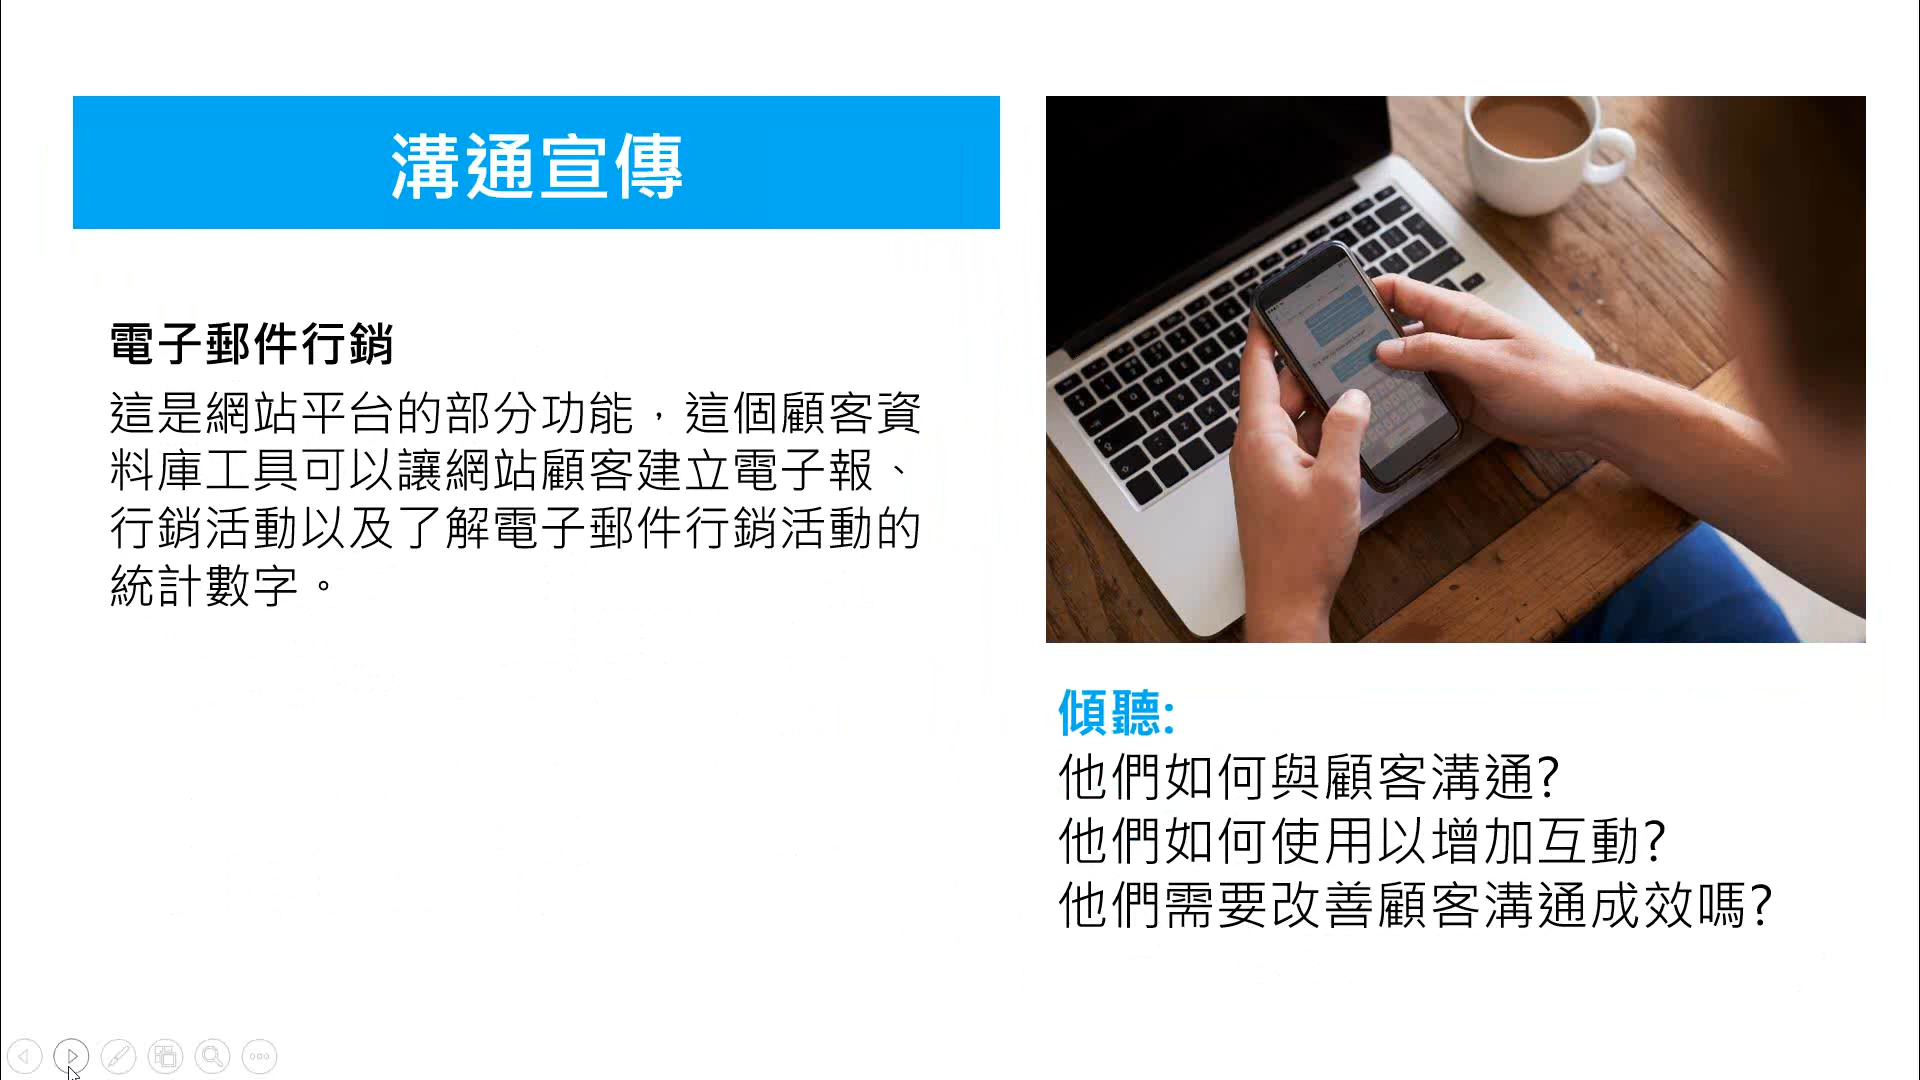 溝通宣傳
電子郵件行銷
這是網站平台的部分功能，這個顧客資
料庫工具可以讓網站顧客建立電子報、
行銷活動以及了解電子郵件行銷活動的
統計數字。
傾聽:
他們如何與顧客溝通?
他們如何使用以增加互動?
他們需要改善顧客溝通成效嗎?